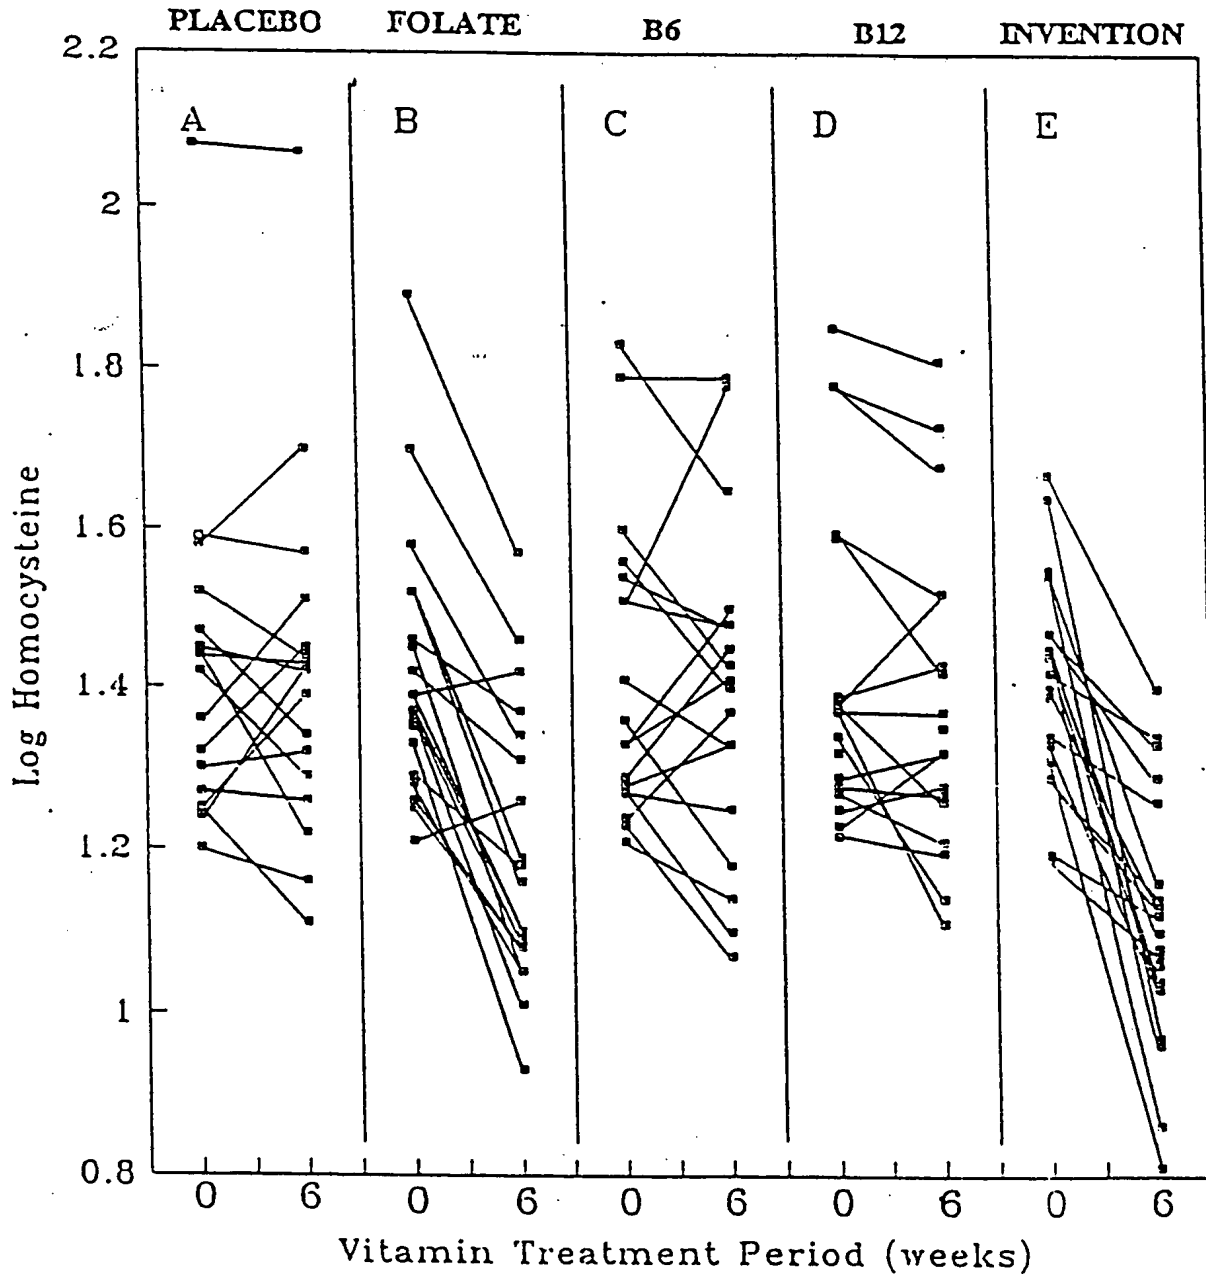 PLACEBO FOLATE B6 B12 INVENTION
2.2
A B C D E
2
1.8
1.6
1.4
1.2
1
0.8
Log Homocysteine
0 6 0 6 0 6 0 6 0 6
Vitamin Treatment Period (weeks)